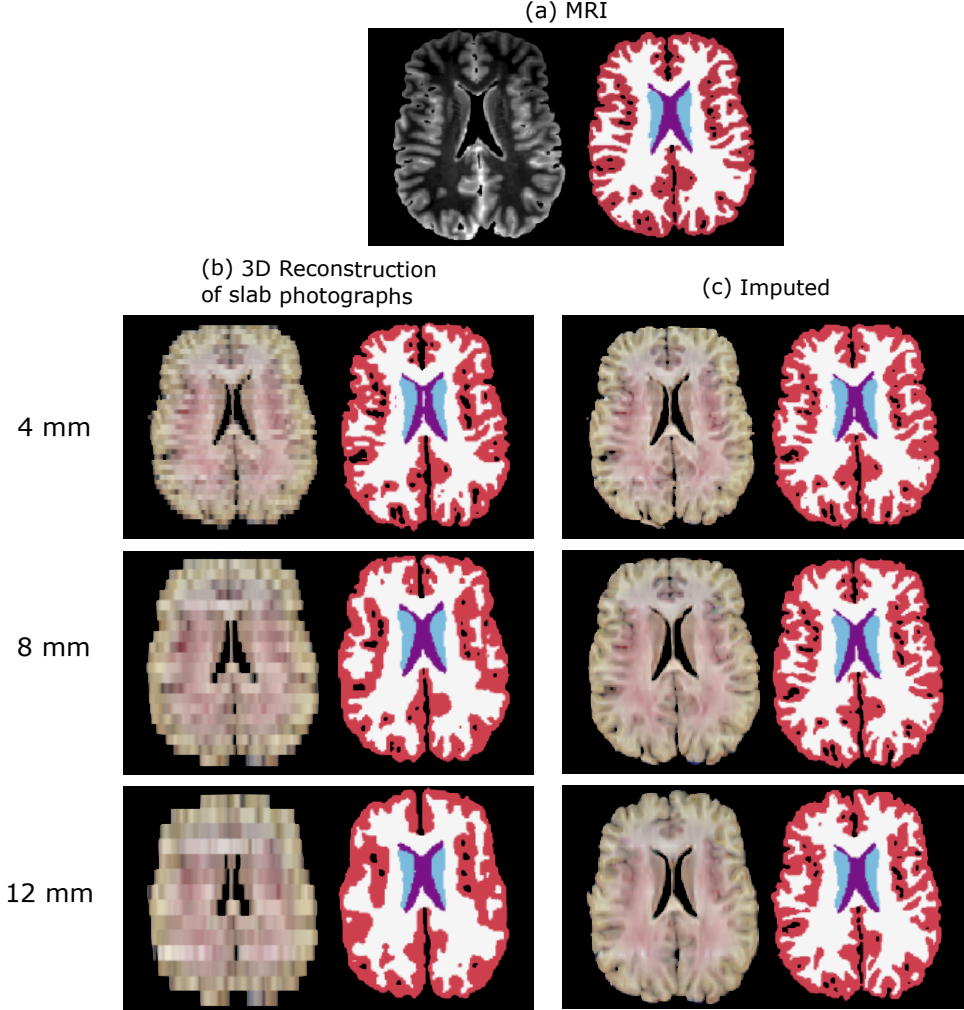 (a) MRI
(b) 3D Reconstruction
of slab photographs
(c) Imputed
4 mm
8 mm
12 mm